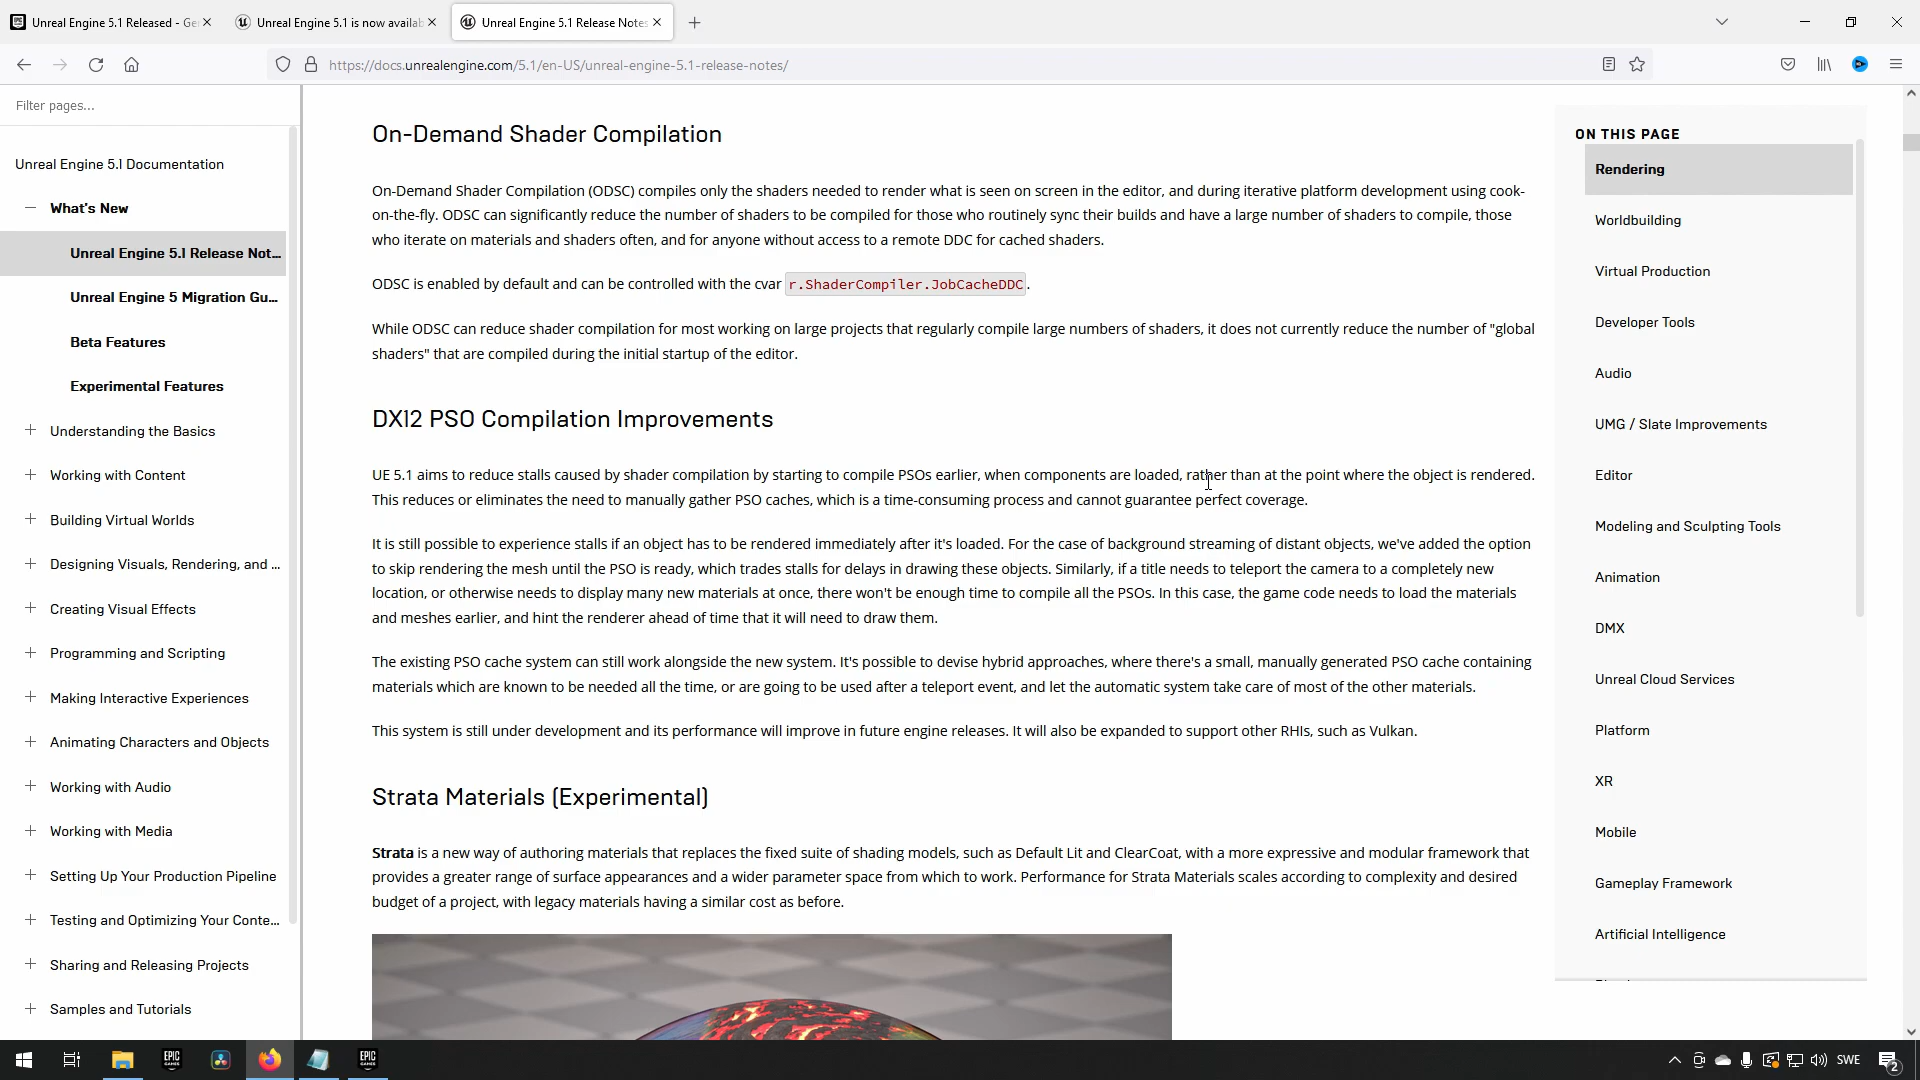 Unreal Engine 5.1 Released - Ge
Unreal Engine 5.1 is now availab
Unreal Engine 5.1 Release Notes
https://docs.unrealengine.com/5.1/en-US/unreal-engine-5.1-release-notes/
Filter pages...
Unreal Engine 5.1 Documentation
What's New
Unreal Engine 5.1 Release Not...
Unreal Engine 5 Migration Gu...
Beta Features
Experimental Features
Understanding the Basics
Working with Content
Building Virtual Worlds
Designing Visuals, Rendering, and ...
Creating Visual Effects
Programming and Scripting
Making Interactive Experiences
Animating Characters and Objects
Working with Audio
Working with Media
Setting Up Your Production Pipeline
Testing and Optimizing Your Conte...
Sharing and Releasing Projects
Samples and Tutorials
On-Demand Shader Compilation
On-Demand Shader Compilation (ODSC) compiles only the shaders needed to render what is seen on screen in the editor, and during iterative platform development using cook-
on-the-fly. ODSC can significantly reduce the number of shaders to be compiled for those who routinely sync their builds and have a large number of shaders to compile, those
who iterate on materials and shaders often, and for anyone without access to a remote DDC for cached shaders.
ODSC is enabled by default and can be controlled with the cvar r.ShaderCompiler.JobCacheDDC.
While ODSC can reduce shader compilation for most working on large projects that regularly compile large numbers of shaders, it does not currently reduce the number of "global
shaders" that are compiled during the initial startup of the editor.
DX12 PSO Compilation Improvements
UE 5.1 aims to reduce stalls caused by shader compilation by starting to compile PSOs earlier, when components are loaded, rather than at the point where the object is rendered.
This reduces or eliminates the need to manually gather PSO caches, which is a time-consuming process and cannot guarantee perfect coverage.
It is still possible to experience stalls if an object has to be rendered immediately after it's loaded. For the case of background streaming of distant objects, we've added the option
to skip rendering the mesh until the PSO is ready, which trades stalls for delays in drawing these objects. Similarly, if a title needs to teleport the camera to a completely new
location, or otherwise needs to display many new materials at once, there won't be enough time to compile all the PSOs. In this case, the game code needs to load the materials
and meshes earlier, and hint the renderer ahead of time that it will need to draw them.
The existing PSO cache system can still work alongside the new system. It's possible to devise hybrid approaches, where there's a small, manually generated PSO cache containing
materials which are known to be needed all the time, or are going to be used after a teleport event, and let the automatic system take care of most of the other materials.
This system is still under development and its performance will improve in future engine releases. It will also be expanded to support other RHIs, such as Vulkan.
Strata Materials (Experimental)
Strata is a new way of authoring materials that replaces the fixed suite of shading models, such as Default Lit and ClearCoat, with a more expressive and modular framework that
provides a greater range of surface appearances and a wider parameter space from which to work. Performance for Strata Materials scales according to complexity and desired
budget of a project, with legacy materials having a similar cost as before.
ON THIS PAGE
Rendering
Worldbuilding
Virtual Production
Developer Tools
Audio
UMG / Slate Improvements
Editor
Modeling and Sculpting Tools
Animation
DMX
Unreal Cloud Services
Platform
XR
Mobile
Gameplay Framework
Artificial Intelligence
EPIC GAMES
EPIC GAMES
SWE
2